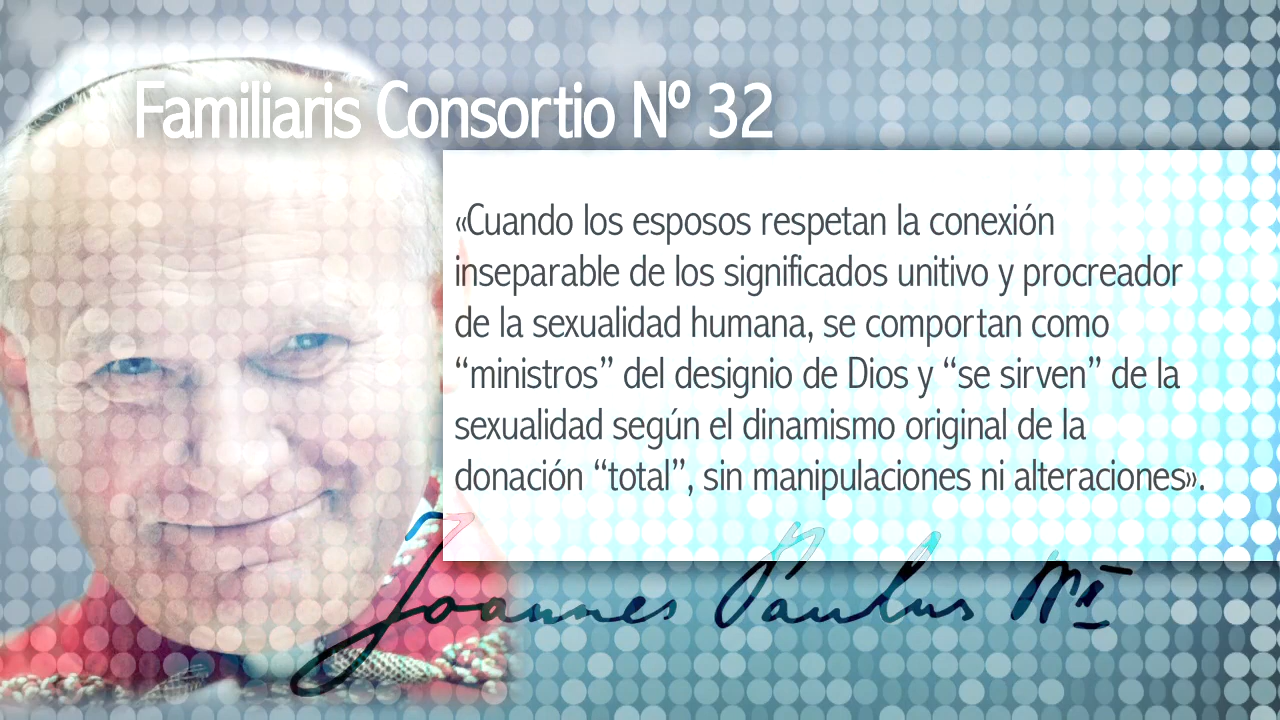 Familiaris Consortio Nº 32
«Cuando los esposos respetan la conexión
inseparable de los significados unitivo y procreador
de la sexualidad humana, se comportan como
“ministros” del designio de Dios y “se sirven” de la
sexualidad según el dinamismo original de la
donación “total”, sin manipulaciones ni alteraciones».
Joannes Paulus